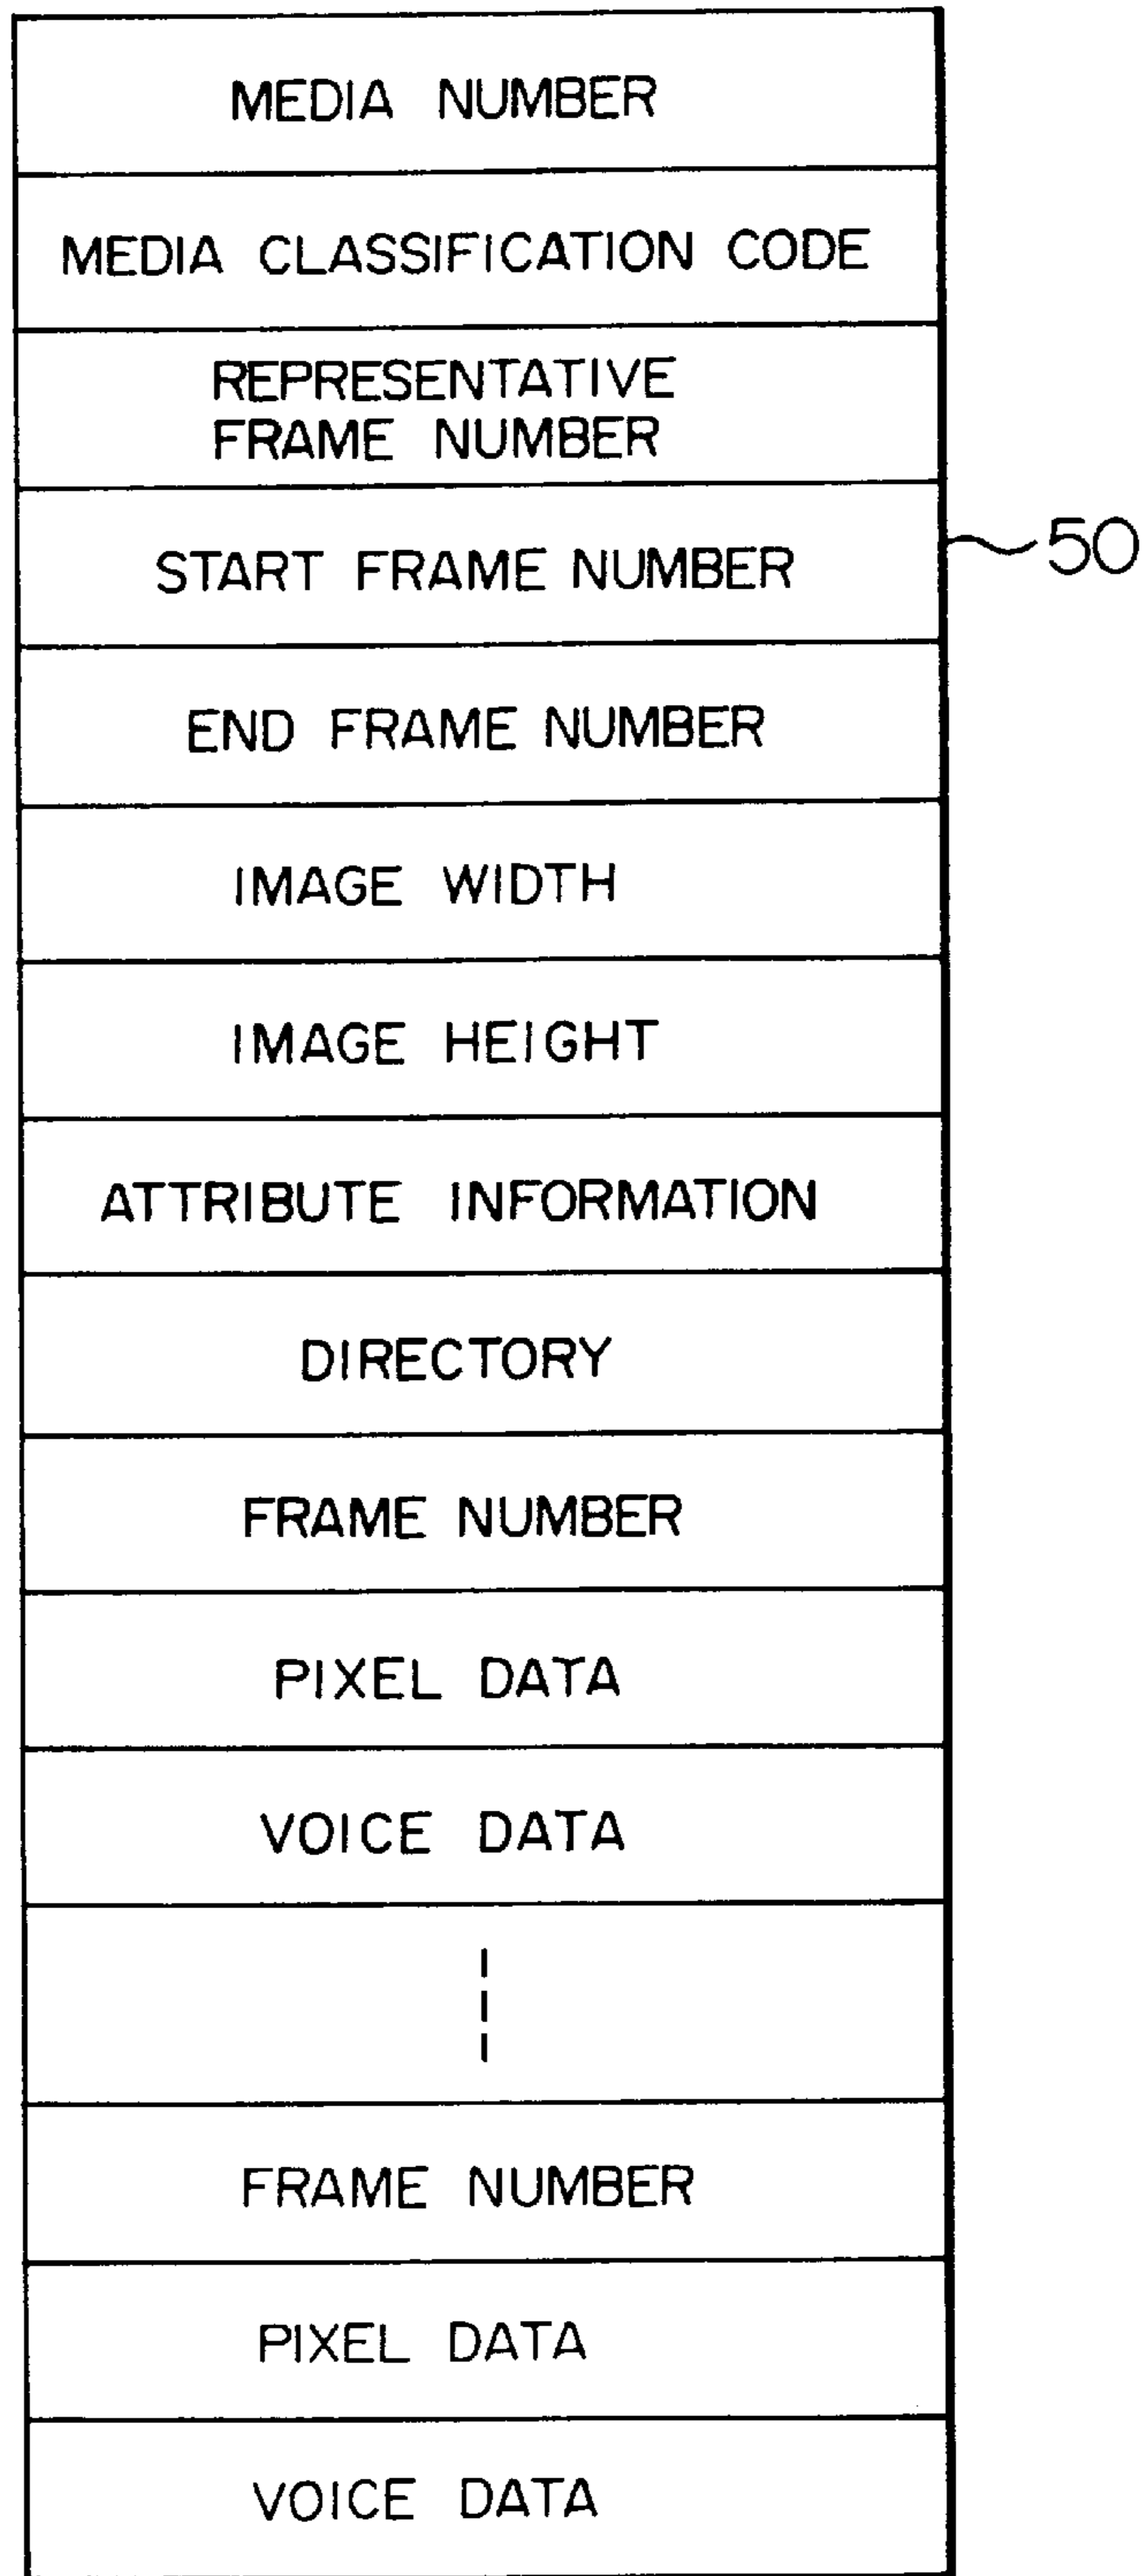 MEDIA NUMBER
MEDIA CLASSIFICATION CODE
REPRESENTATIVE
FRAME NUMBER
START FRAME NUMBER
50
END FRAME NUMBER
IMAGE WIDTH
IMAGE HEIGHT
ATTRIBUTE INFORMATION
DIRECTORY
FRAME NUMBER
PIXEL DATA
VOICE DATA
FRAME NUMBER
PIXEL DATA
VOICE DATA